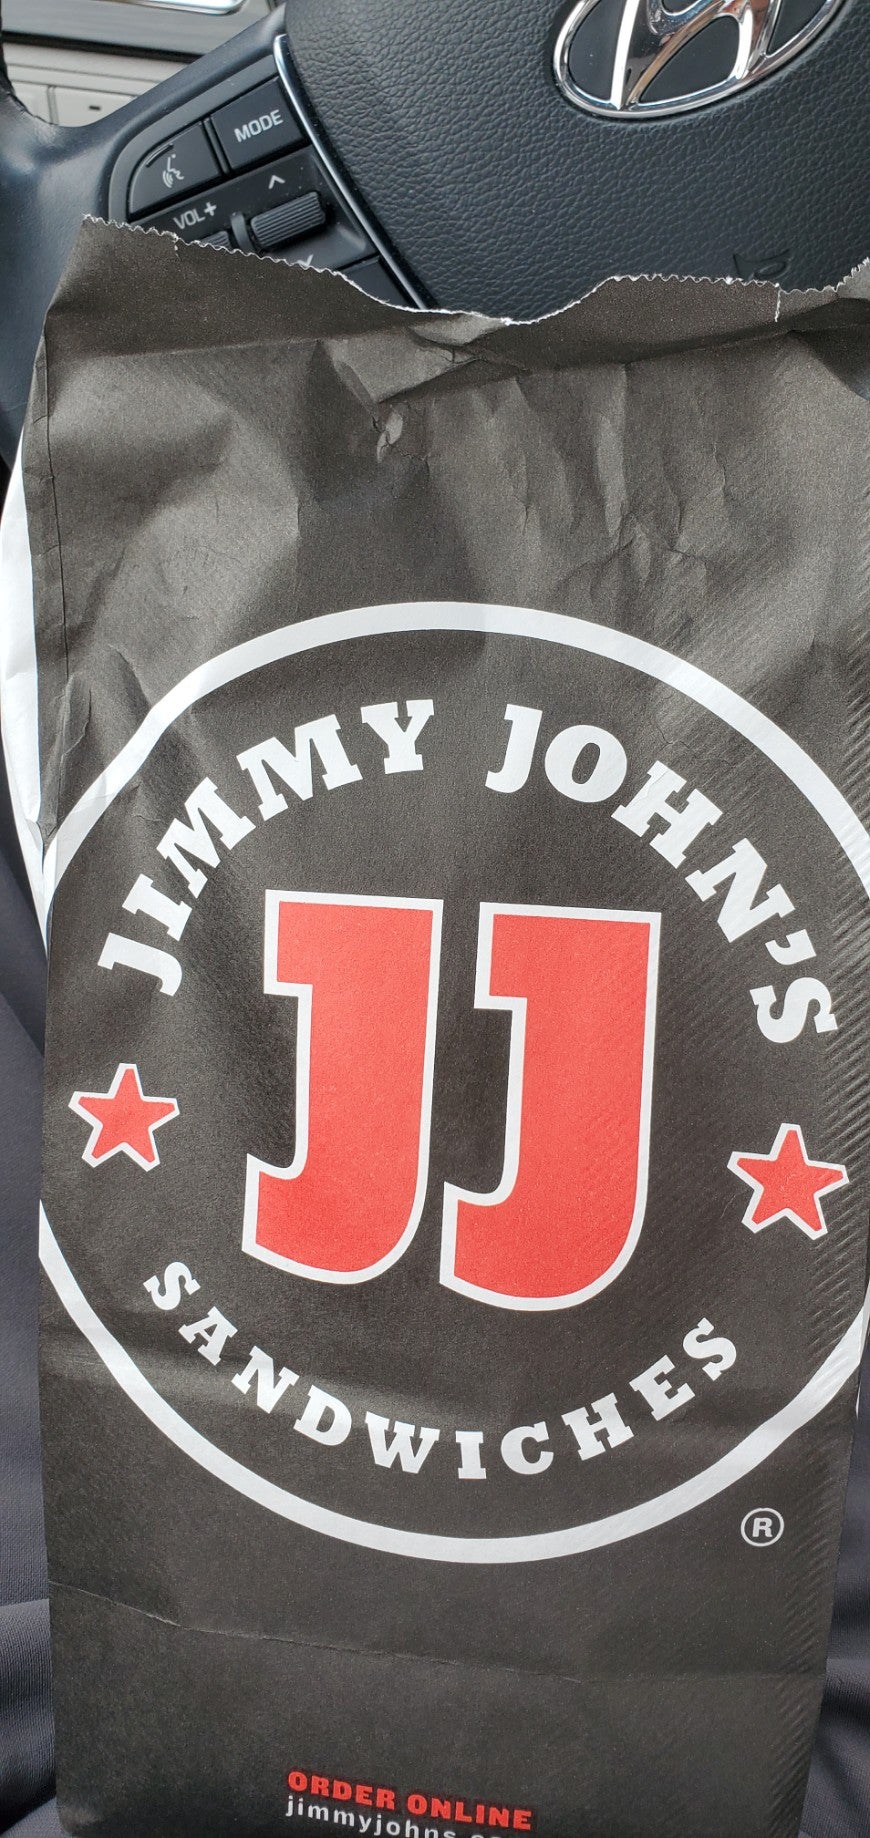 MODE
VOL+
JIMMY JOHN'S
JJ
SANDWICHES
®
ORDER ONLINE